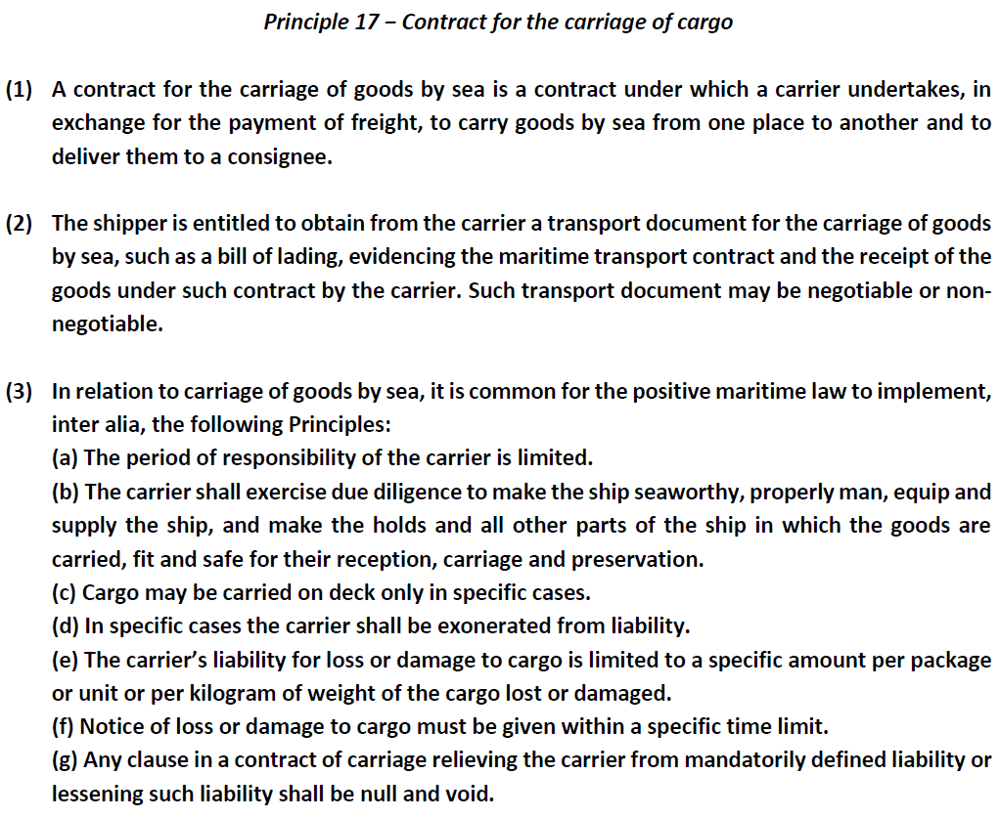 Principle 17 – Contract for the carriage of cargo
(1) A contract for the carriage of goods by sea is a contract under which a carrier undertakes, in
exchange for the payment of freight, to carry goods by sea from one place to another and to
deliver them to a consignee.
(2) The shipper is entitled to obtain from the carrier a transport document for the carriage of goods
by sea, such as a bill of lading, evidencing the maritime transport contract and the receipt of the
goods under such contract by the carrier. Such transport document may be negotiable or non-
negotiable.
(3) In relation to carriage of goods by sea, it is common for the positive maritime law to implement,
inter alia, the following Principles:
(a) The period of responsibility of the carrier is limited.
(b) The carrier shall exercise due diligence to make the ship seaworthy, properly man, equip and
supply the ship, and make the holds and all other parts of the ship in which the goods are
carried, fit and safe for their reception, carriage and preservation.
(c) Cargo may be carried on deck only in specific cases.
(d) In specific cases the carrier shall be exonerated from liability.
(e) The carrier’s liability for loss or damage to cargo is limited to a specific amount per package
or unit or per kilogram of weight of the cargo lost or damaged.
(f) Notice of loss or damage to cargo must be given within a specific time limit.
(g) Any clause in a contract of carriage relieving the carrier from mandatorily defined liability or
lessening such liability shall be null and void.